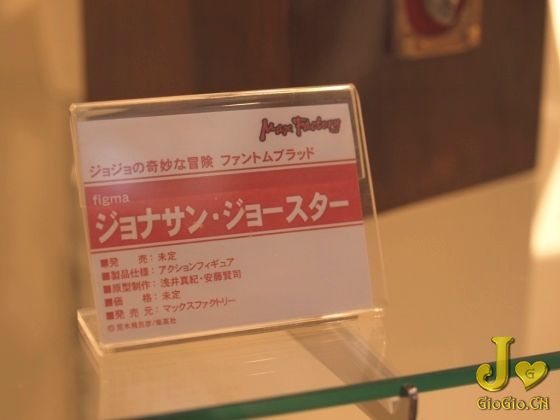 Max Factory
ジョジョの奇妙な冒険 ファントムブラッド
figma
ジョナサン・ジョースター
■発　売：未定
■製品仕様：アクションフィギュア
■原型制作：浅井真紀・安藤賢司
■価　格：未定
■発 売 元：マックスファクトリー
©荒木飛呂彦/集英社
J G
GioGio.CN